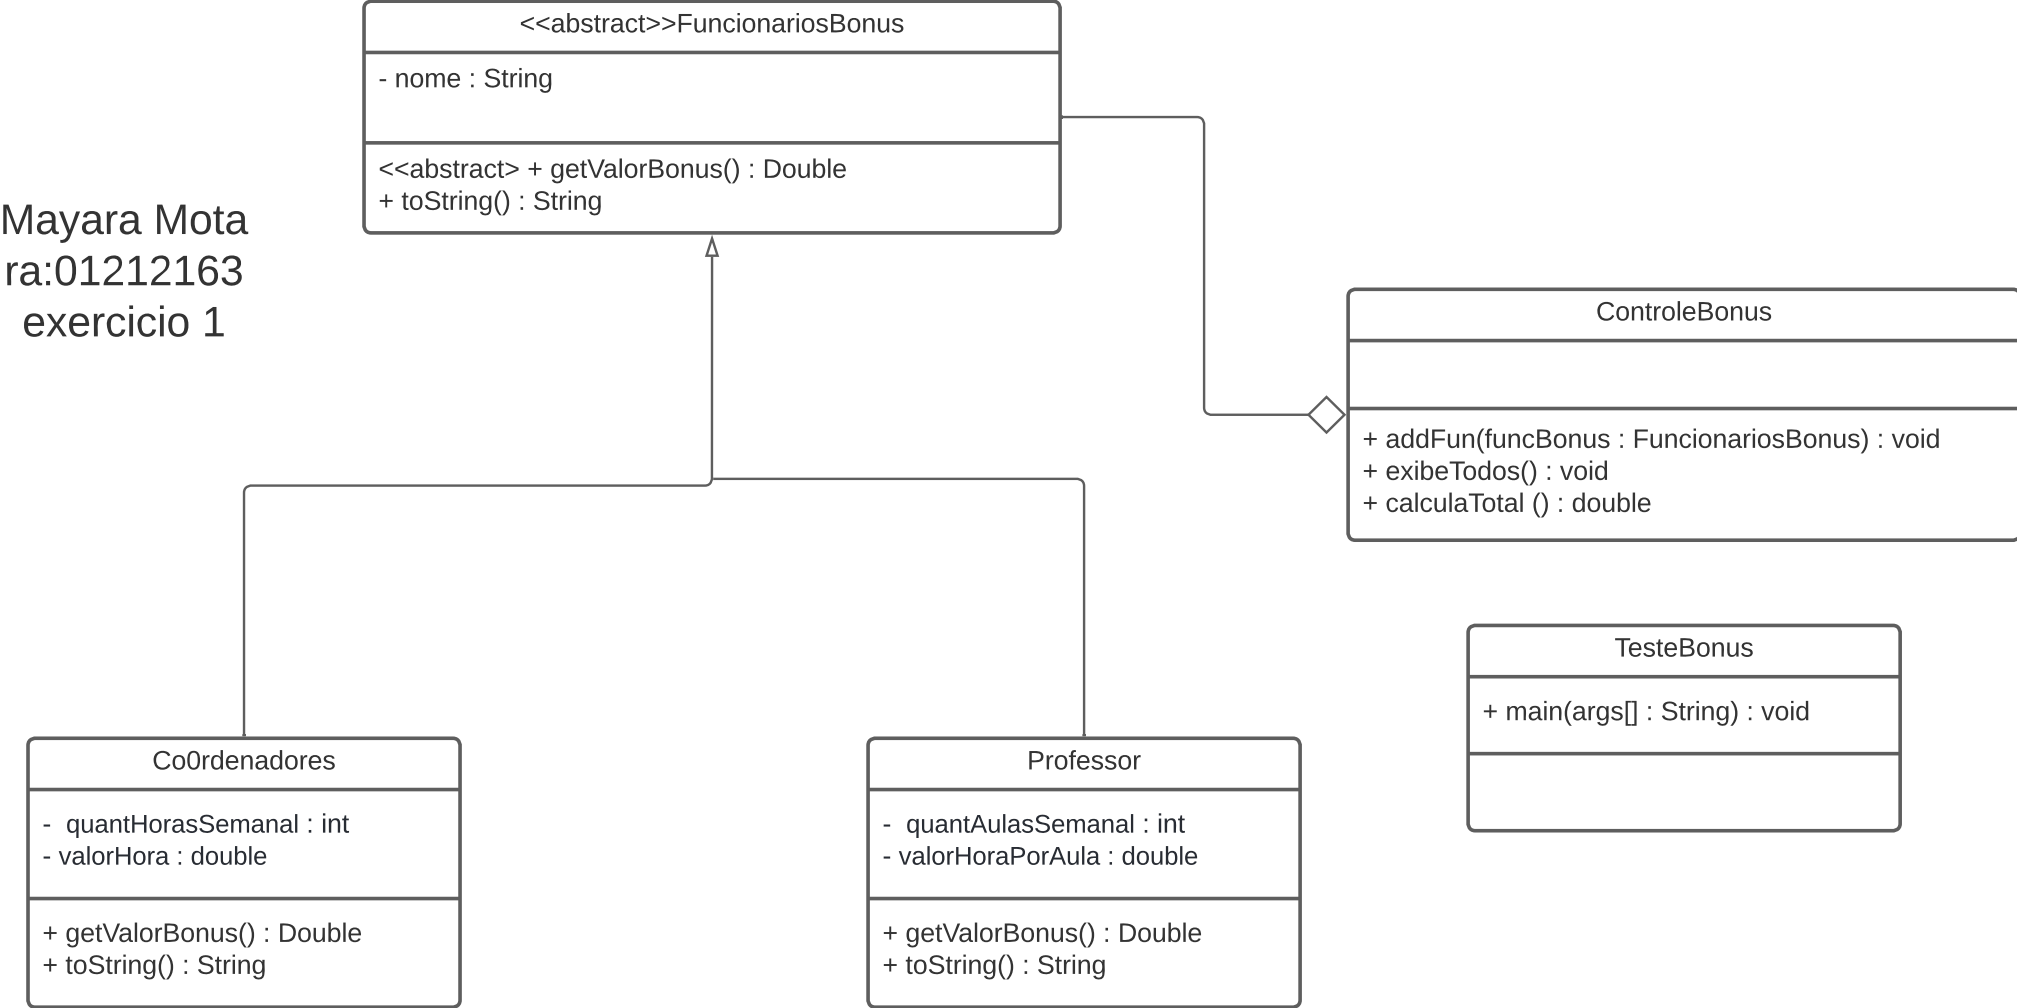 <<abstract>>FuncionariosBonus
- nome : String
<<abstract> + getValorBonus() : Double
+ toString() : String
Mayara Mota
ra:01212163
exercicio 1
ControleBonus
+ addFun(funcBonus : FuncionariosBonus) : void
+ exibeTodos() : void
+ calculaTotal () : double
TesteBonus
+ main(args[] : String) : void
Co0rdenadores
- quantHorasSemanal : int
- valorHora : double
+ getValorBonus() : Double
+ toString() : String
Professor
- quantAulasSemanal : int
- valorHoraPorAula : double
+ getValorBonus() : Double
+ toString() : String